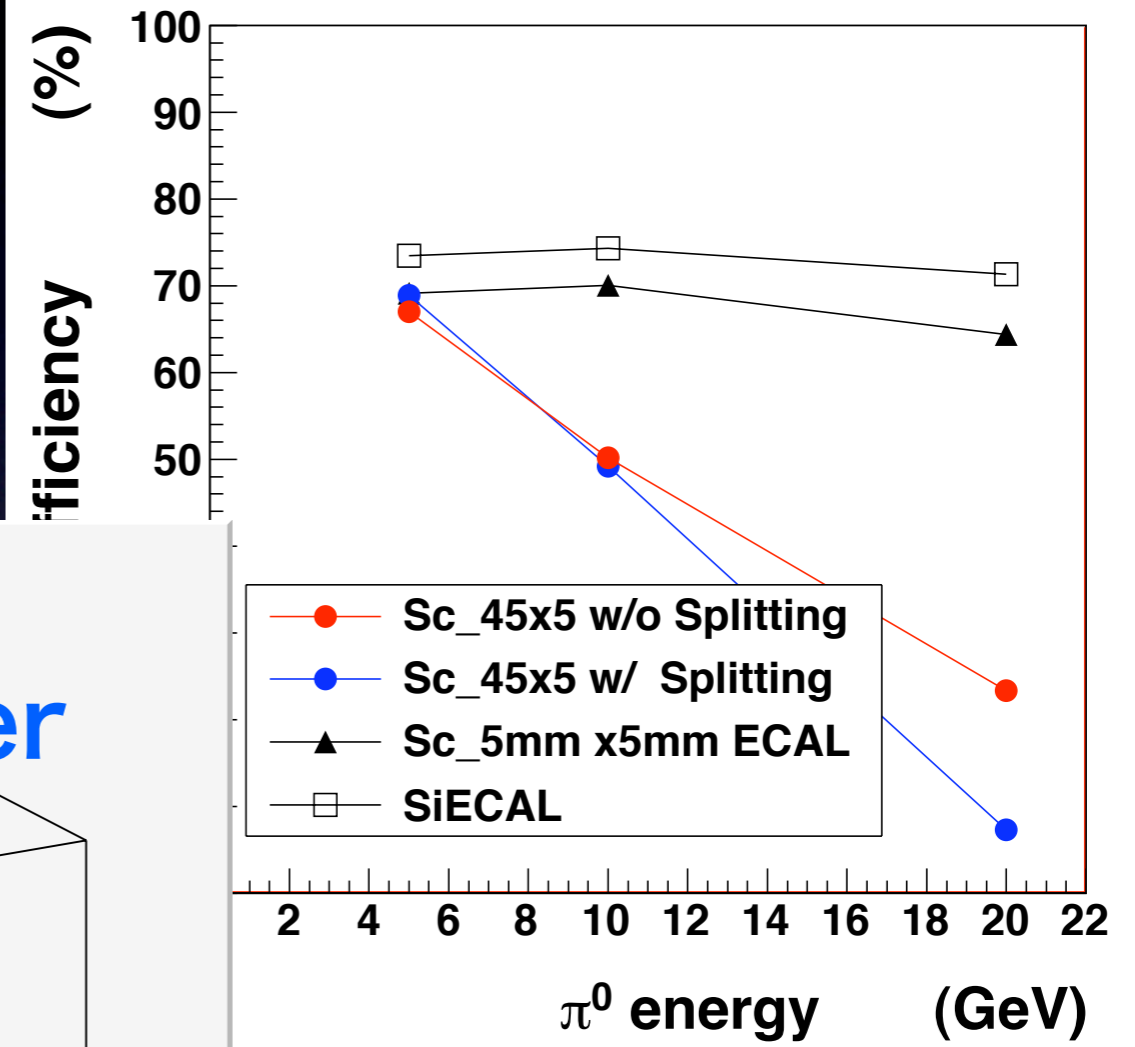 (%)
100
90
80
70
60
50
fficiency
Sc_45x5 w/o Splitting
Sc_45x5 w/ Splitting
Sc_5mm x5mm ECAL
SiECAL
er
2 4 6 8 10 12 14 16 18 20 22
π⁰ energy (GeV)